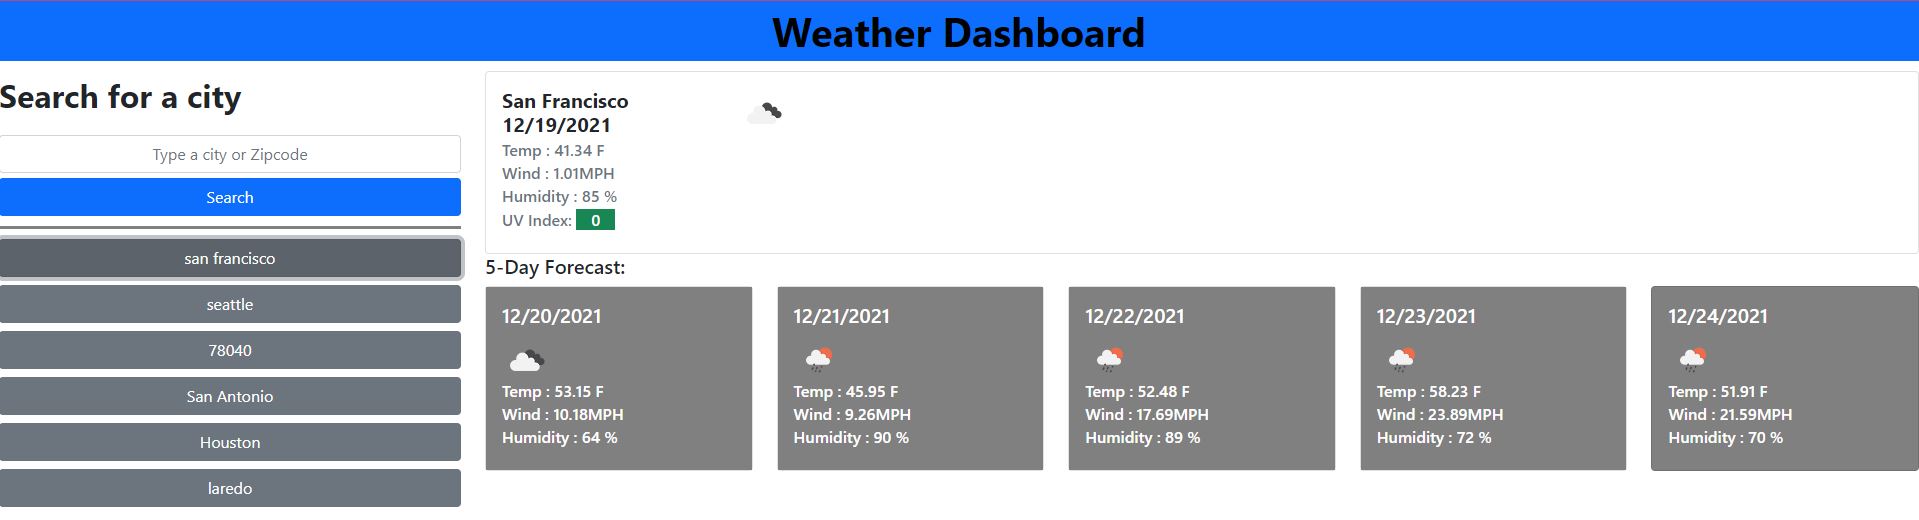 Weather Dashboard
Search for a city
Type a city or Zipcode
Search
san francisco
seattle
78040
San Antonio
Houston
laredo
San Francisco
12/19/2021
Temp : 41.34 F
Wind : 1.01MPH
Humidity : 85 %
UV Index: 0
5-Day Forecast:
12/20/2021
Temp : 53.15 F
Wind : 10.18MPH
Humidity : 64 %
12/21/2021
Temp : 45.95 F
Wind : 9.26MPH
Humidity : 90 %
12/22/2021
Temp : 52.48 F
Wind : 17.69MPH
Humidity : 89 %
12/23/2021
Temp : 58.23 F
Wind : 23.89MPH
Humidity : 72 %
12/24/2021
Temp : 51.91 F
Wind : 21.59MPH
Humidity : 70 %